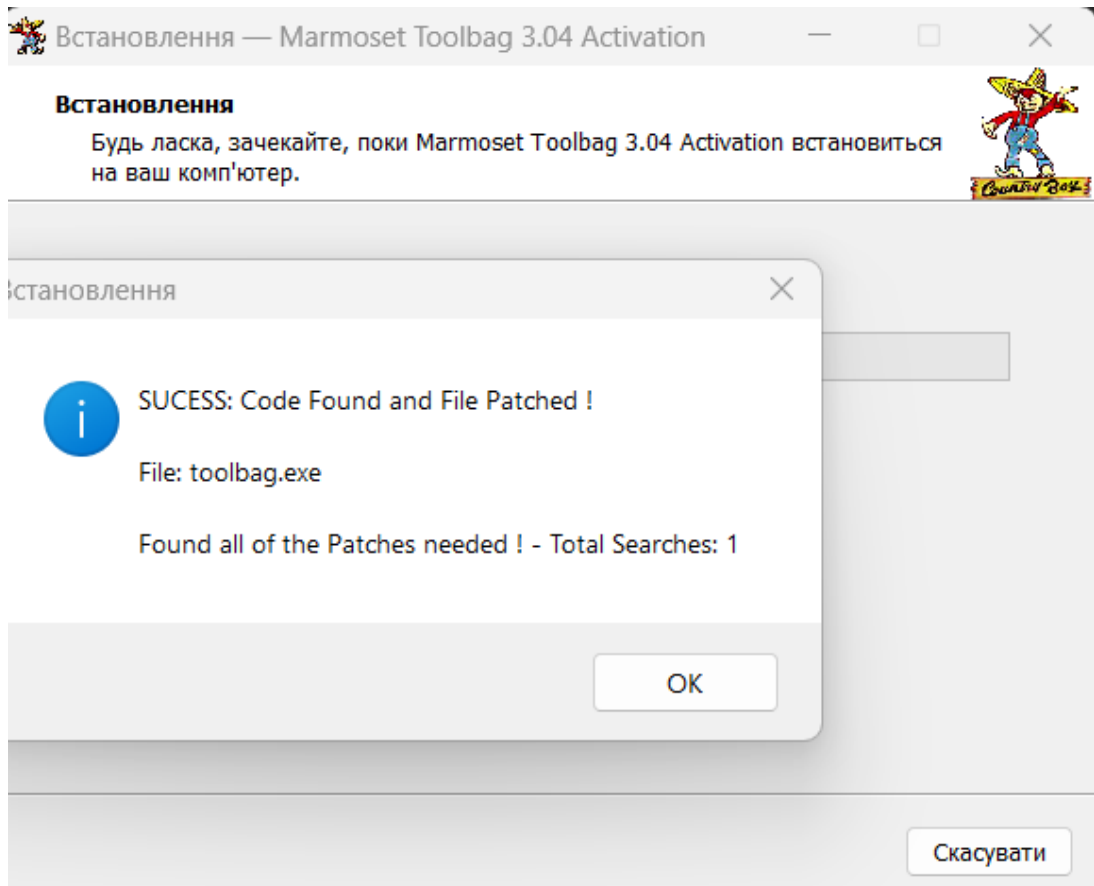 Встановлення — Marmoset Toolbag 3.04 Activation
Встановлення
Будь ласка, зачекайте, поки Marmoset Toolbag 3.04 Activation встановиться
на ваш комп'ютер.
Country Boy
встановлення
SUCESS: Code Found and File Patched !
File: toolbag.exe
Found all of the Patches needed ! - Total Searches: 1
OK
Скасувати